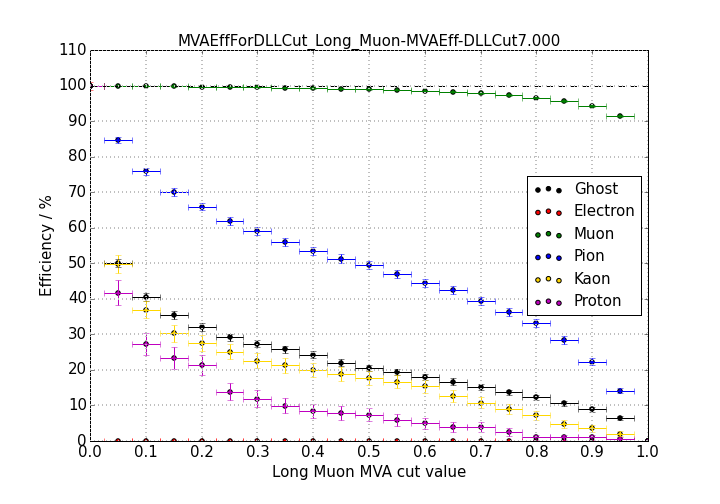 MVAEffForDLLCut_Long_Muon-MVAEff-DLLCut7.000
110
100
90
80
70
60
50
40
30
20
10
0
Efficiency / %
Ghost
Electron
Muon
Pion
Kaon
Proton
0.0 0.1 0.2 0.3 0.4 0.5 0.6 0.7 0.8 0.9 1.0
Long Muon MVA cut value